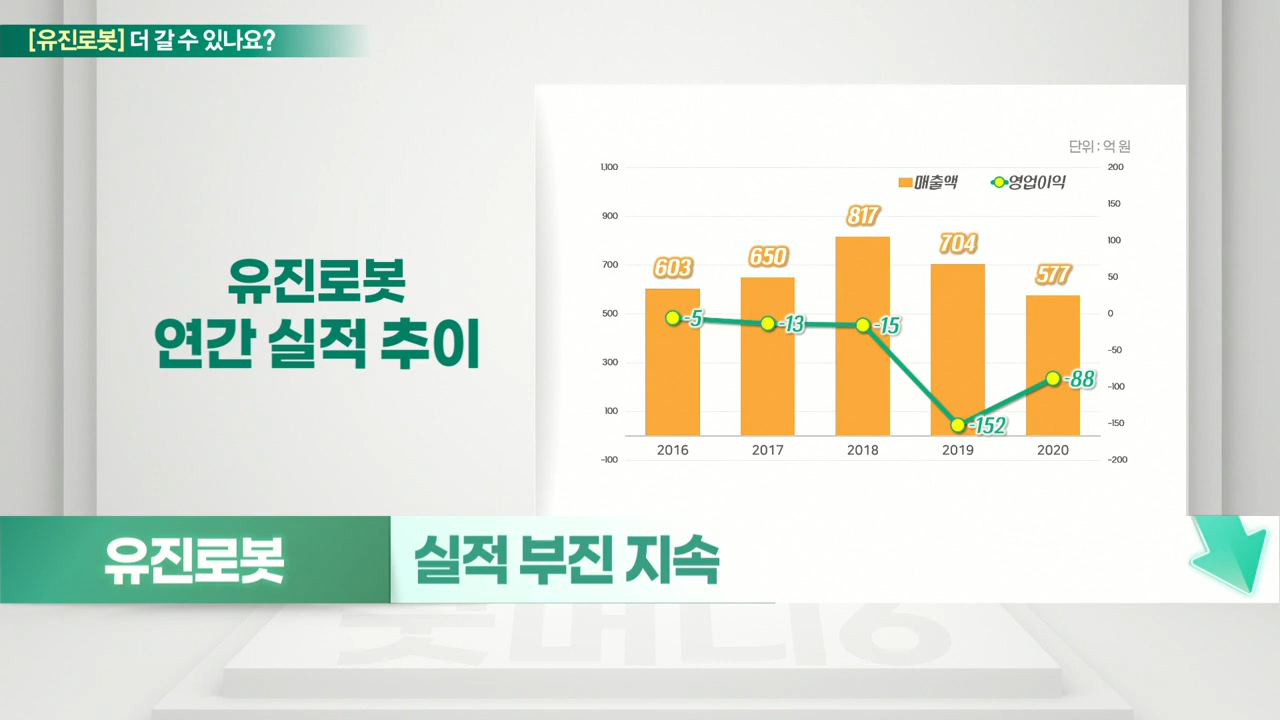 [유진로봇] 더 갈 수 있나요?
유진로봇
연간 실적 추이
단위 : 억 원
매출액 영업이익
1,100
900
700
500
300
100
-100
200
150
100
50
0
-50
-100
-150
-200
603 650 817 704 577
-5 -13 -15 -152 -88
2016 2017 2018 2019 2020
유진로봇
실적 부진 지속
머니6